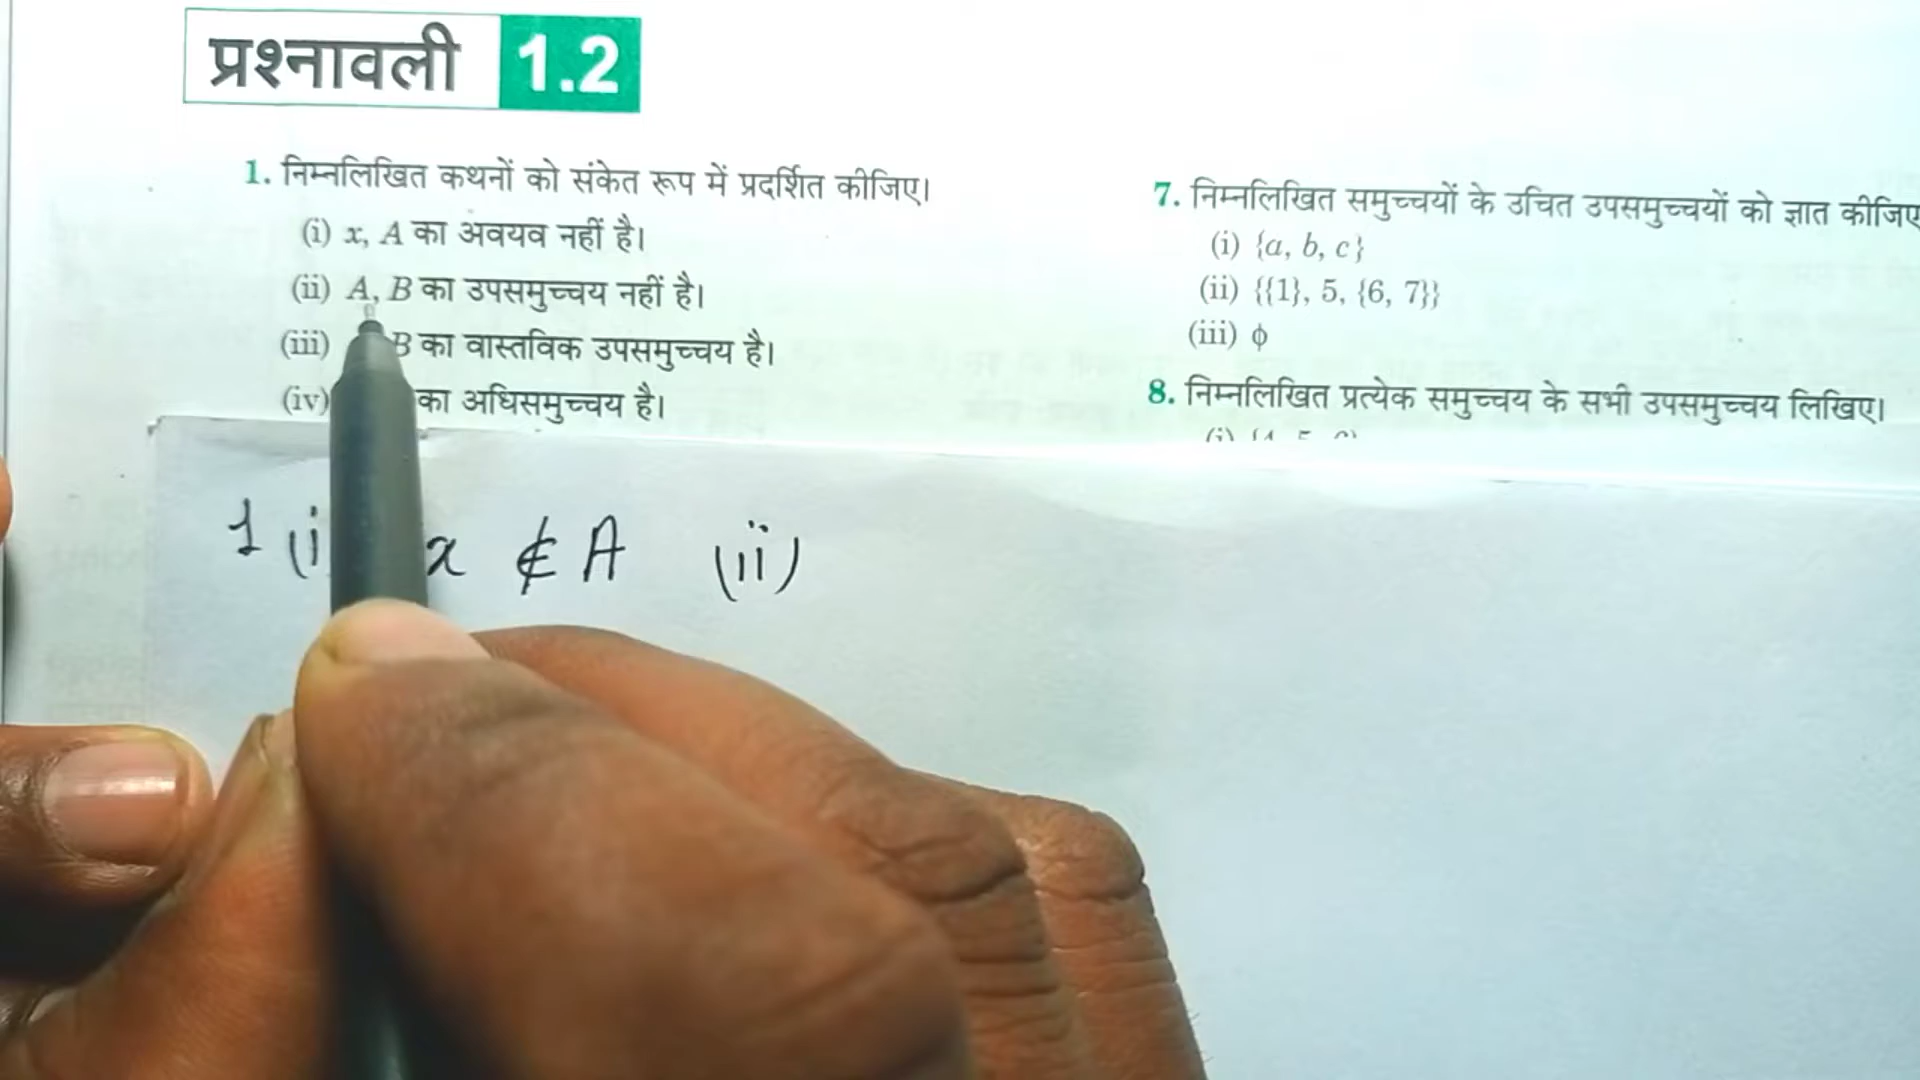 प्रश्नावली 1.2
1. निम्नलिखित कथनों को संकेत रूप में प्रदर्शित कीजिए।
(i) x, A का अवयव नहीं है।
(ii) A, B का उपसमुच्चय नहीं है।
(iii) B का वास्तविक उपसमुच्चय है।
(iv) का अधिसमुच्चय है।
7. निम्नलिखित समुच्चयों के उचित उपसमुच्चयों को ज्ञात कीजिए
(i) {a, b, c}
(ii) {{1}, 5, {6, 7}}
(iii) ϕ
8. निम्नलिखित प्रत्येक समुच्चय के सभी उपसमुच्चय लिखिए।
1 (i x ∉ A (ii)